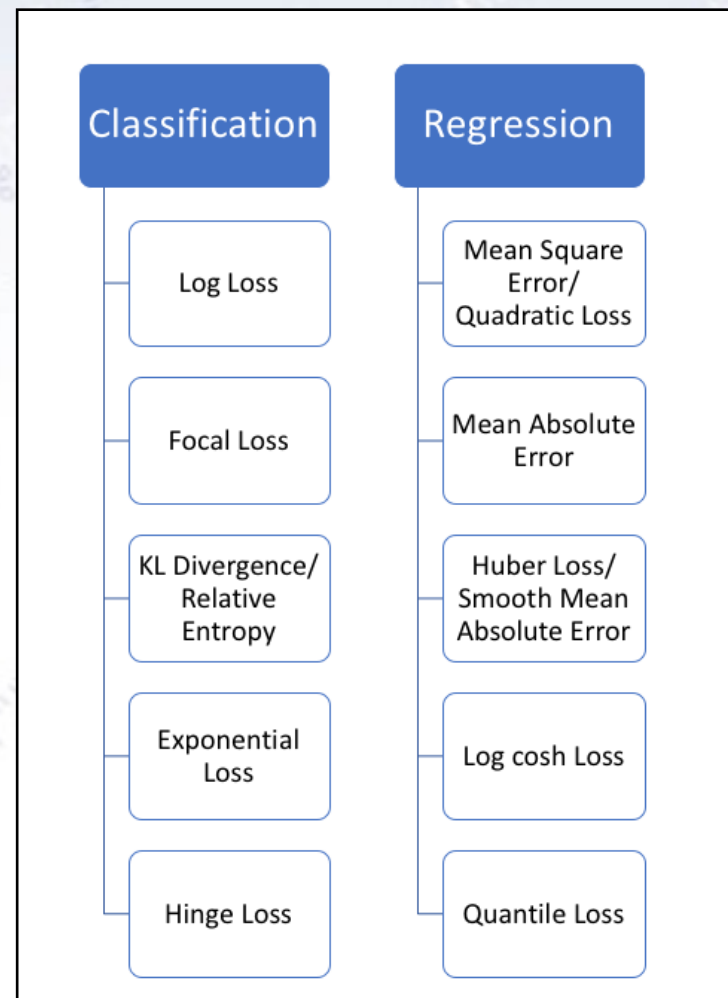 Classification
Log Loss
Focal Loss
KL Divergence/
Relative
Entropy
Exponential
Loss
Hinge Loss
Regression
Mean Square
Error/
Quadratic Loss
Mean Absolute
Error
Huber Loss/
Smooth Mean
Absolute Error
Log cosh Loss
Quantile Loss